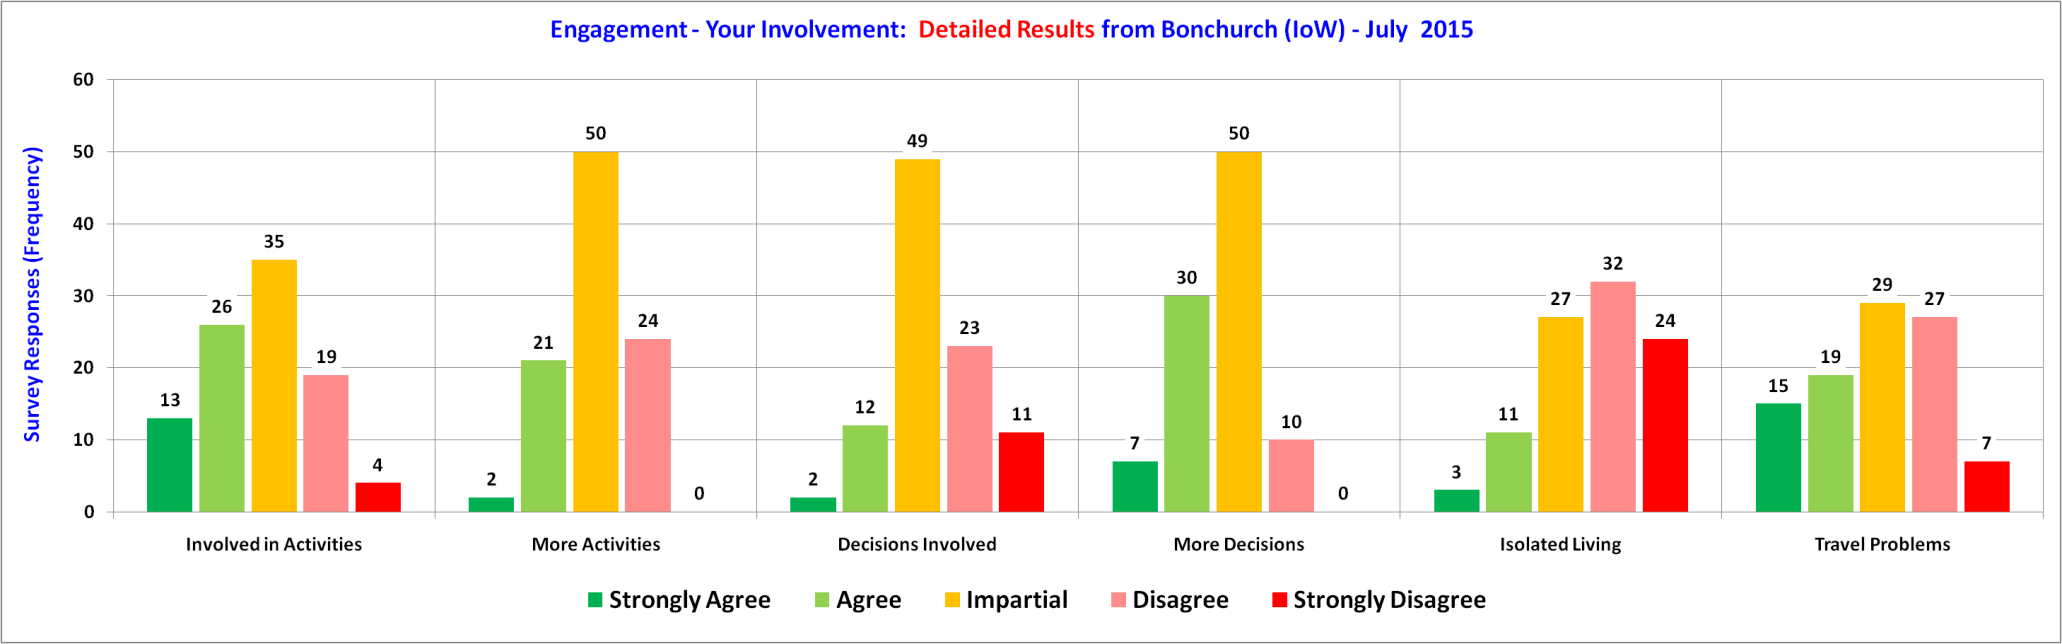 Engagement - Your Involvement: Detailed Results from Bonchurch (IoW) - July 2015
Survey Responses (Frequency)
60
50
40
30
20
10
0
13 26 35 19 4
2 21 50 24 0
2 12 49 23 11
7 30 50 10 0
3 11 27 32 24
15 19 29 27 7
Involved in Activities More Activities Decisions Involved More Decisions Isolated Living Travel Problems
Strongly Agree Agree Impartial Disagree Strongly Disagree